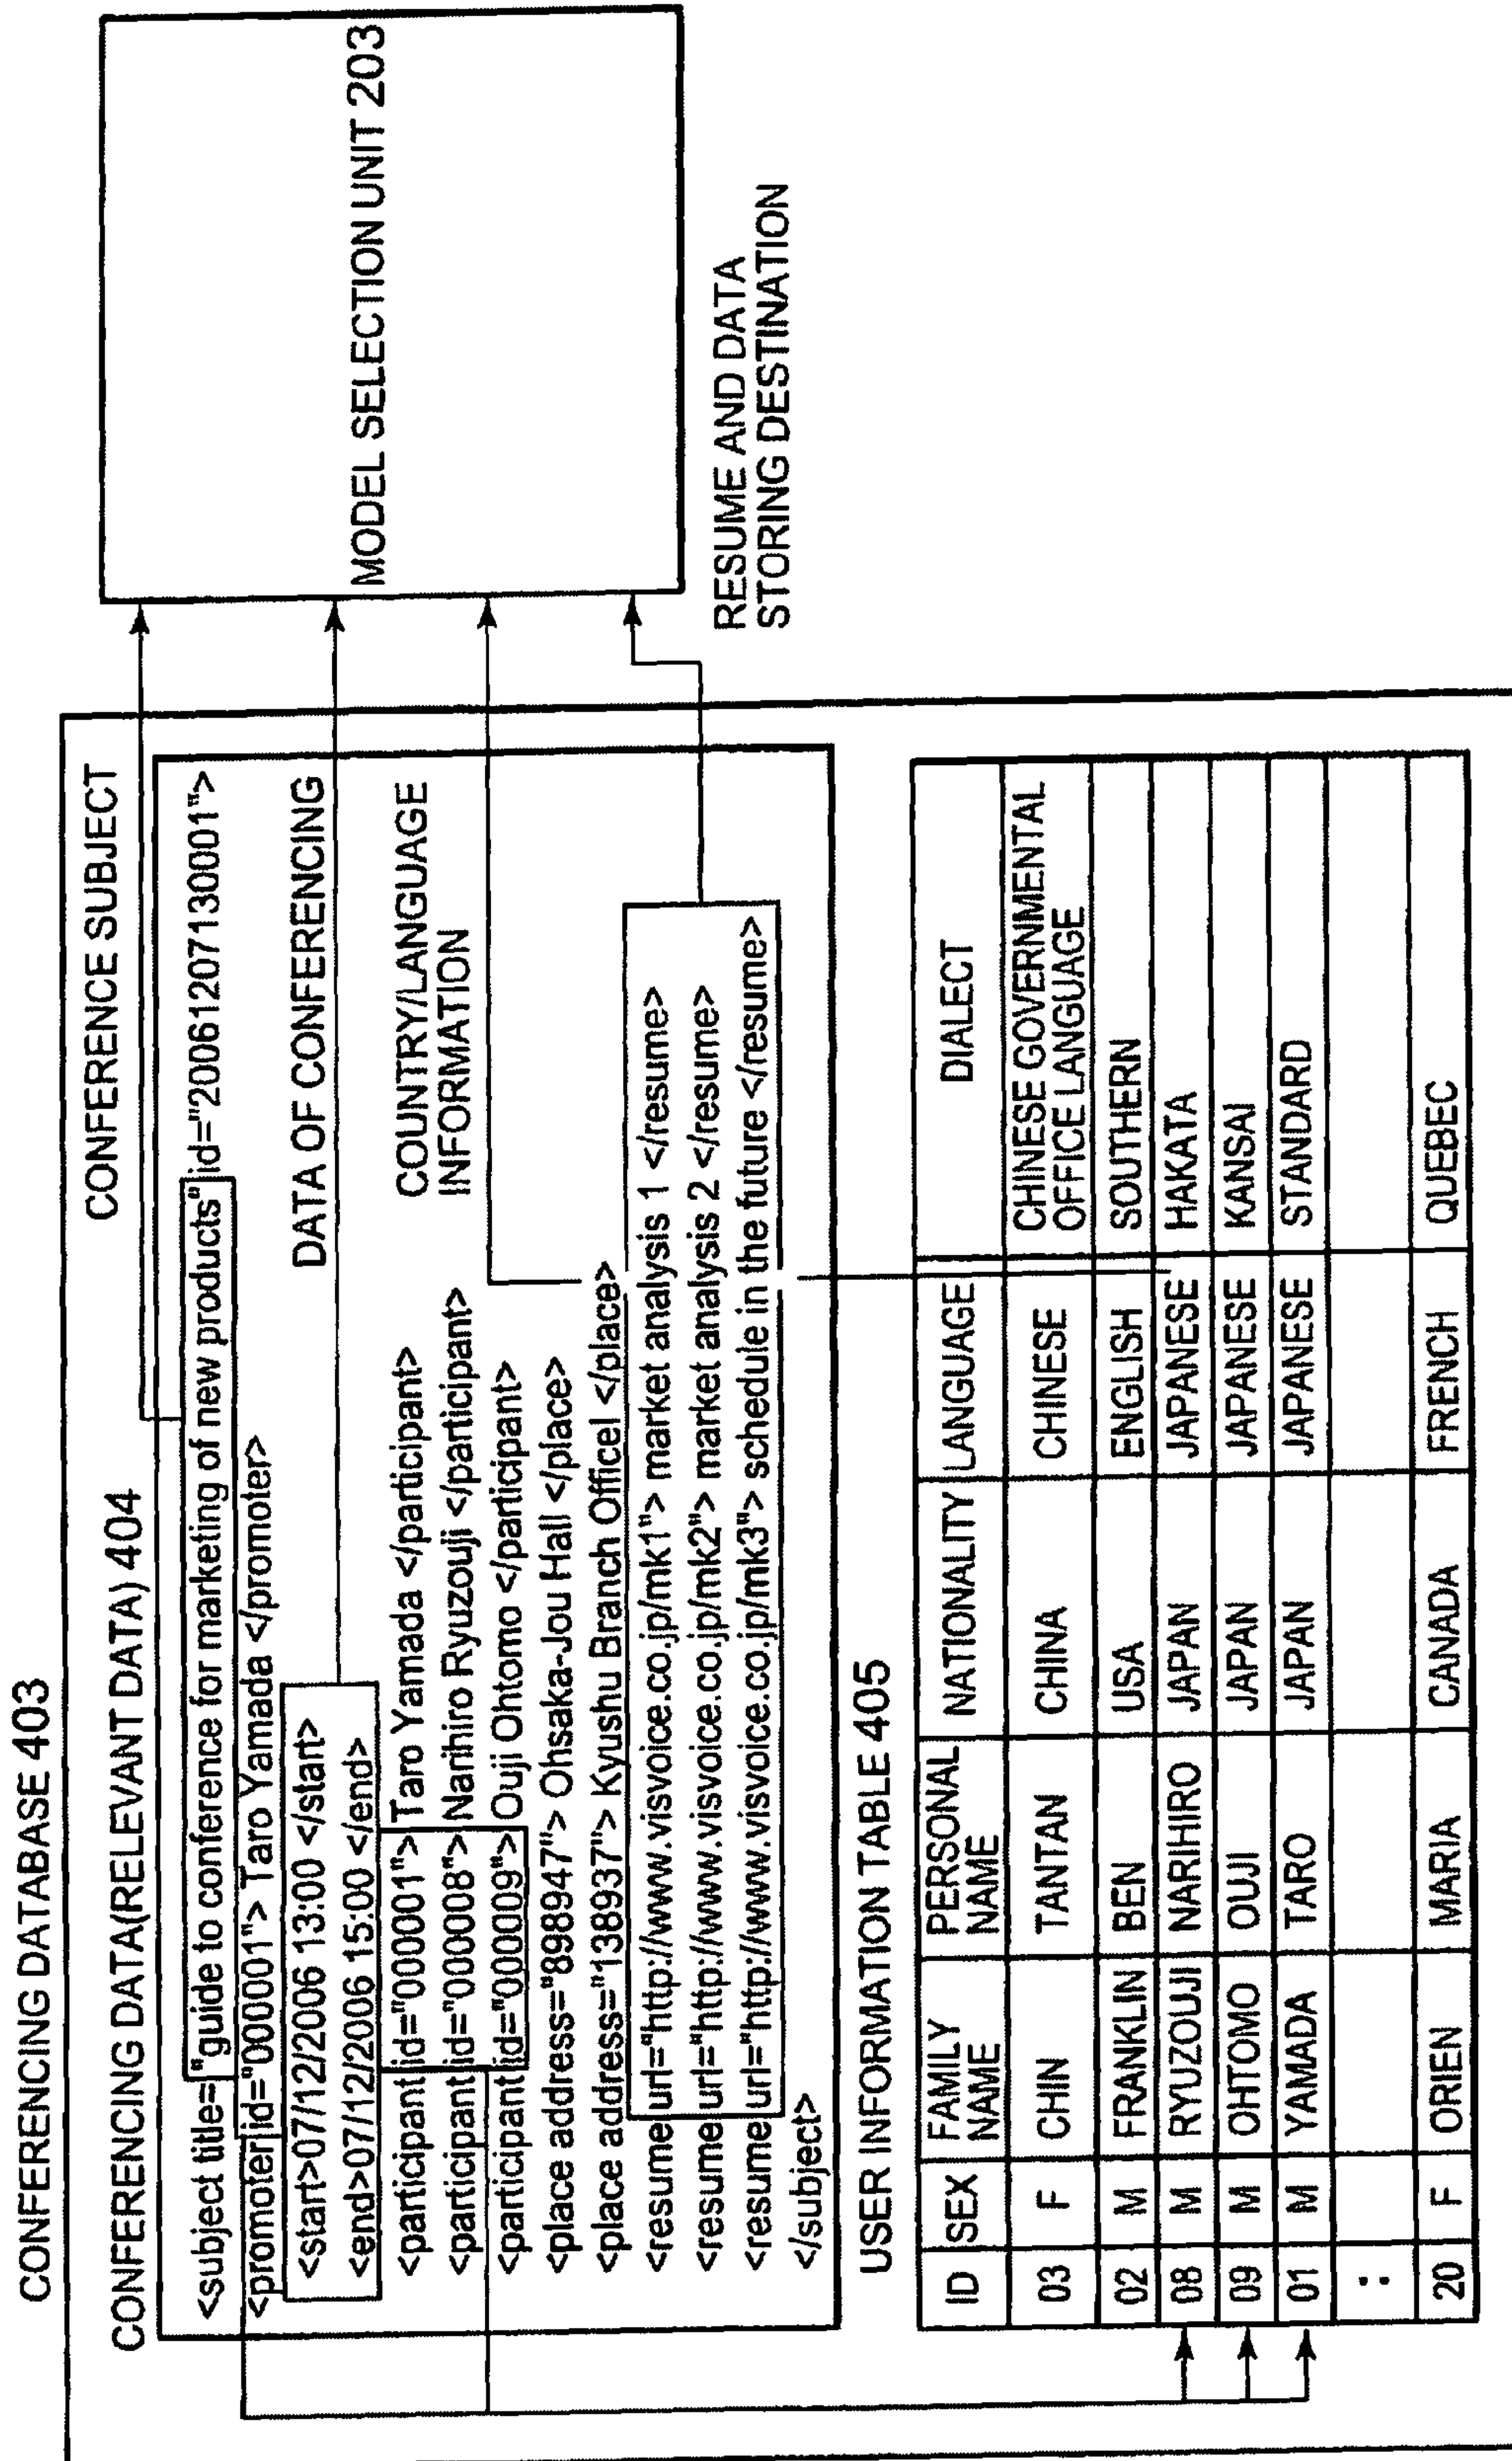 CONFERENCING DATABASE 403
CONFERENCING DATA(RELEVANT DATA) 404
CONFERENCE SUBJECT
<subject title="guide to conference for marketing of new products" id="20061207130001">
<promoter id="000001"> Taro Yamada </promoter>
DATA OF CONFERENCING
<start>07/12/2006 13:00 </start>
<end>07/12/2006 15:00 </end>
COUNTRY/LANGUAGE
INFORMATION
<participant id="000001"> Taro Yamada </participant>
<participant id="000008"> Narihiro Ryuzouji </participant>
<participant id="000009"> Ouji Ohtomo </participant>
<place address="898947"> Ohsaka-Jou Hall </place>
<place address="138937"> Kyushu Branch Officel </place>
<resume url="http://www.visvoice.co.jp/mk1"> market analysis 1 </resume>
<resume url="http://www.visvoice.co.jp/mk2"> market analysis 2 </resume>
<resume url="http://www.visvoice.co.jp/mk3"> schedule in the future </resume>
</subject>
MODEL SELECTION UNIT 203
RESUME AND DATA
STORING DESTINATION
USER INFORMATION TABLE 405
ID SEX FAMILY NAME PERSONAL NAME NATIONALITY LANGUAGE DIALECT
03 F CHIN TANTAN CHINA CHINESE CHINESE GOVERNMENTAL OFFICE LANGUAGE
02 M FRANKLIN BEN USA ENGLISH SOUTHERN
08 M RYUZOUJI NARIHIRO JAPAN JAPANESE HAKATA
09 M OHTOMO OUJI JAPAN JAPANESE KANSAI
01 M YAMADA TARO JAPAN JAPANESE STANDARD
:
20 F ORIEN MARIA CANADA FRENCH QUEBEC